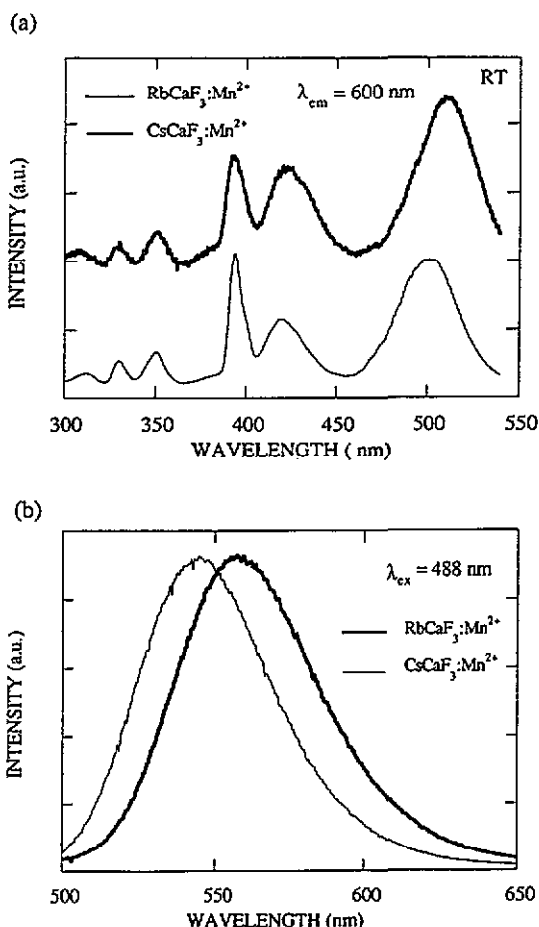 (a)
RT
RbCaF₃:Mn²⁺
λem = 600 nm
CsCaF₃:Mn²⁺
INTENSITY (a.u.)
300 350 400 450 500 550
WAVELENGTH ( nm)
(b)
λex = 488 nm
RbCaF₃:Mn²⁺
CsCaF₃:Mn²⁺
INTENSITY (a.u.)
500 550 600 650
WAVELENGTH (nm)